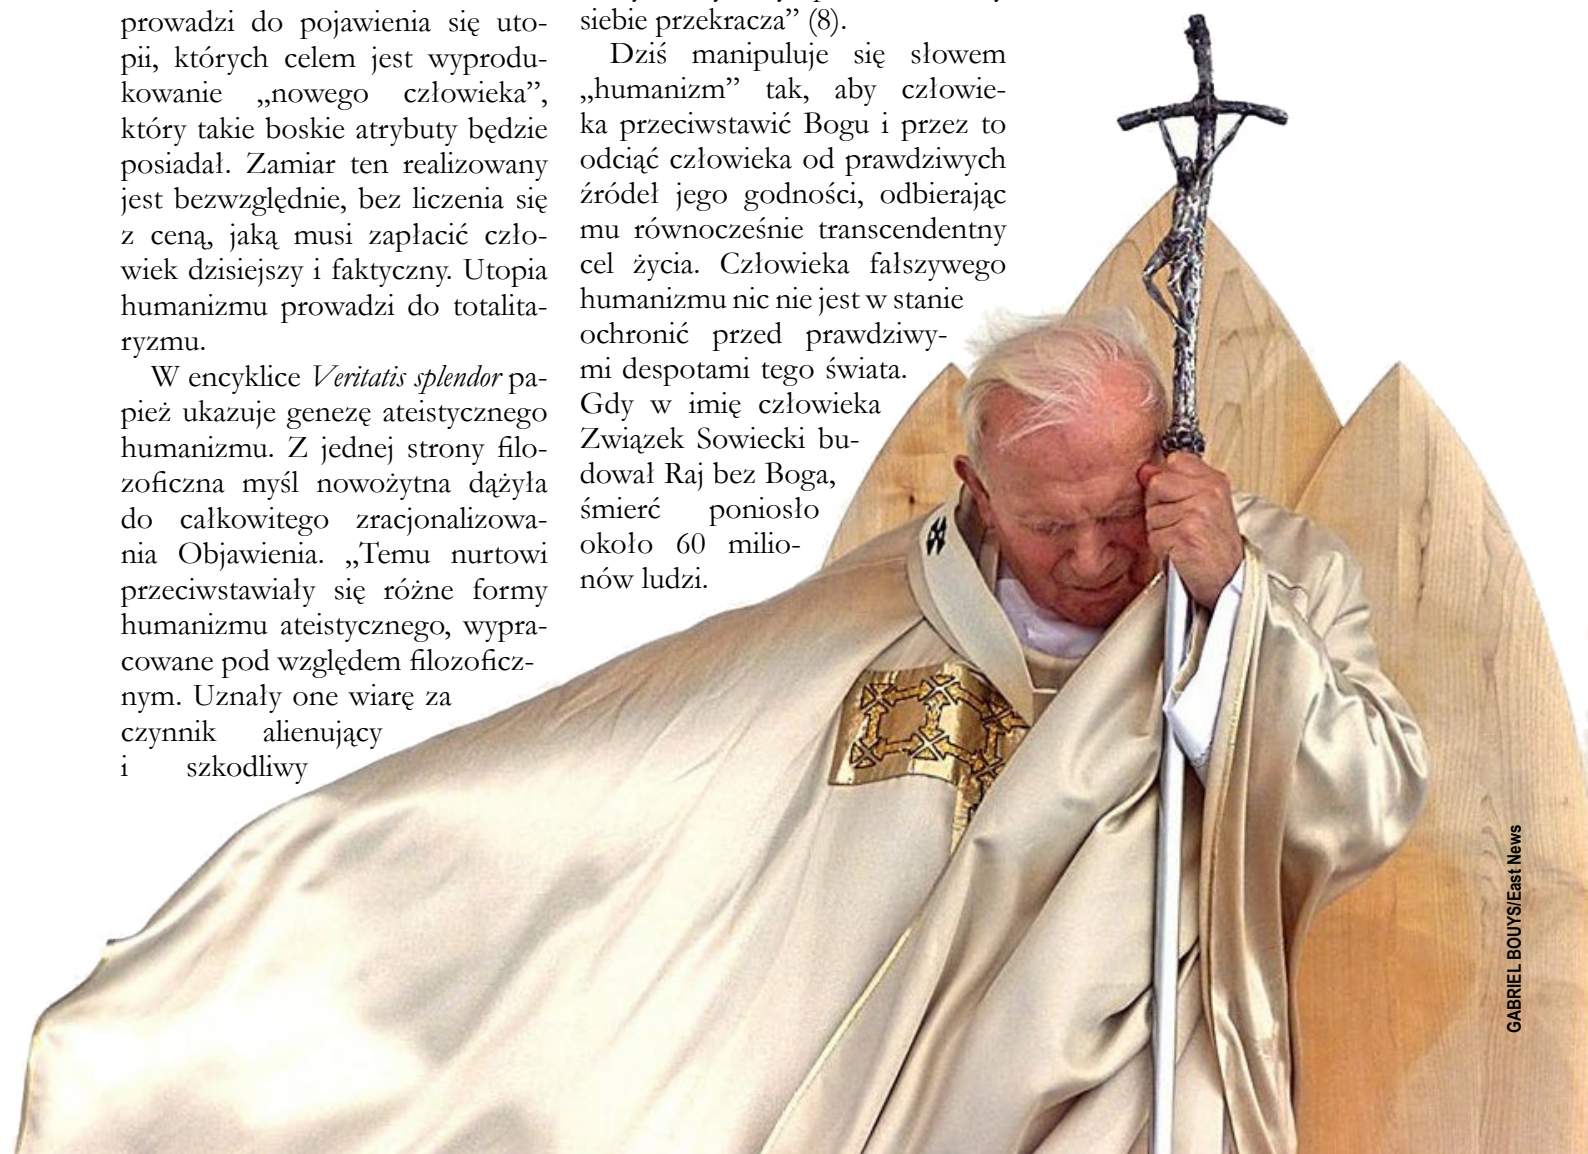 prowadzi do pojawienia się uto-
pii, których celem jest wyprodu-
kowanie „nowego człowieka”,
który takie boskie atrybuty będzie
posiadał. Zamiar ten realizowany
jest bezwzględnie, bez liczenia się
z ceną, jaką musi zapłacić czło-
wiek dzisiejszy i faktyczny. Utopia
humanizmu prowadzi do totalita-
ryzmu.
W encyklice Veritatis splendor pa-
pież ukazuje genezę ateistycznego
humanizmu. Z jednej strony filo-
zoficzna myśl nowożytna dążyła
do całkowitego zracjonalizowa-
nia Objawienia. „Temu nurtowi
przeciwstawiały się różne formy
humanizmu ateistycznego, wypra-
cowane pod względem filozoficz-
nym. Uznały one wiarę za
czynnik alienujący
i szkodliwy
siebie przekracza” (8).
Dziś manipuluje się słowem
„humanizm” tak, aby człowie-
ka przeciwstawić Bogu i przez to
odciąć człowieka od prawdziwych
źródeł jego godności, odbierając
mu równocześnie transcendentny
cel życia. Człowieka fałszywego
humanizmu nic nie jest w stanie
ochronić przed prawdziwy-
mi despotami tego świata.
Gdy w imię człowieka
Związek Sowiecki bu-
dował Raj bez Boga,
śmierć poniosło
około 60 milio-
nów ludzi.
GABRIEL BOUYS/East News